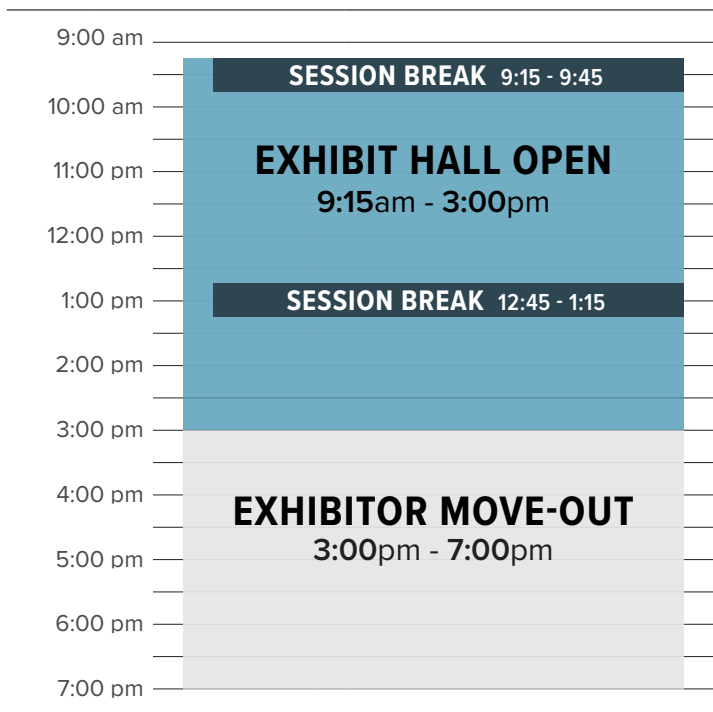 9:00 am
SESSION BREAK 9:15 - 9:45
10:00 am
EXHIBIT HALL OPEN
11:00 pm
9:15am - 3:00pm
12:00 pm
1:00 pm
SESSION BREAK 12:45 - 1:15
2:00 pm
3:00 pm
4:00 pm
EXHIBITOR MOVE-OUT
3:00pm - 7:00pm
5:00 pm
6:00 pm
7:00 pm